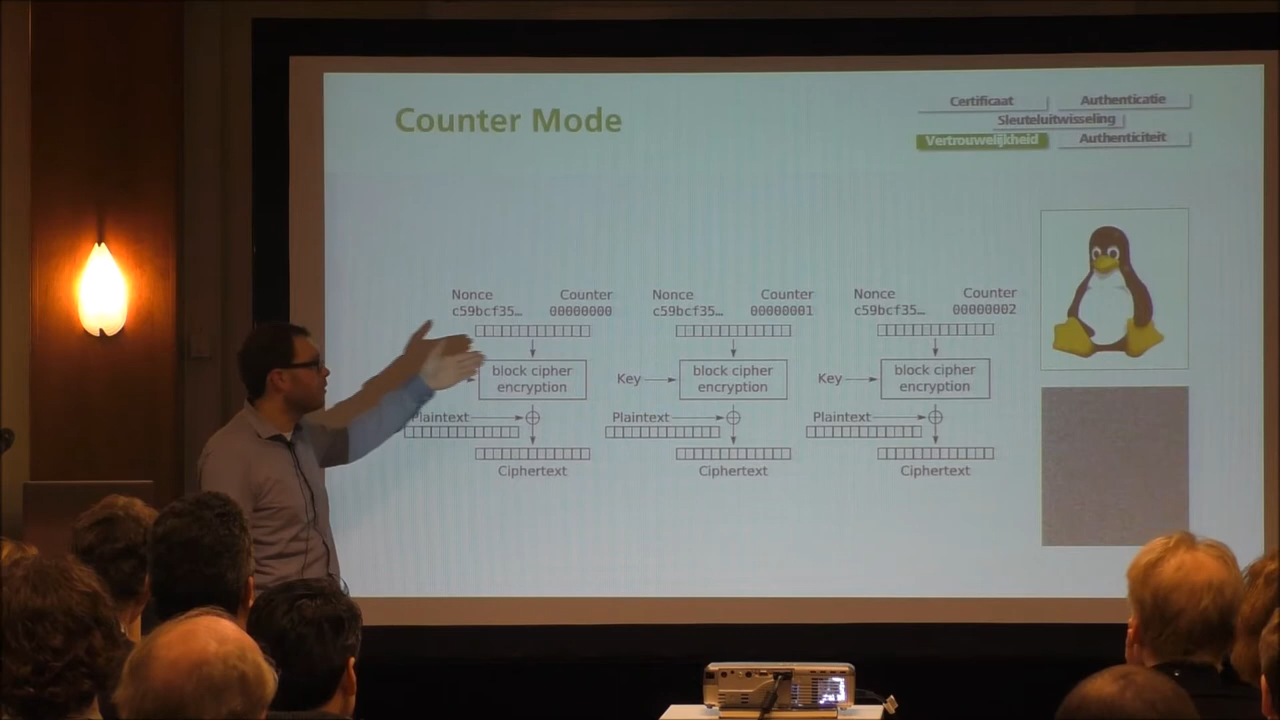 Counter Mode
Certificaat
Authenticatie
Sleuteluitwisseling
Vertrouwelijkheid
Authenticiteit
Nonce Counter
c59bcf35… 00000000
block cipher
encryption
Plaintext
Ciphertext
Nonce Counter
c59bcf35… 00000001
Key
block cipher
encryption
Plaintext
Ciphertext
Nonce Counter
c59bcf35… 00000002
Key
block cipher
encryption
Plaintext
Ciphertext